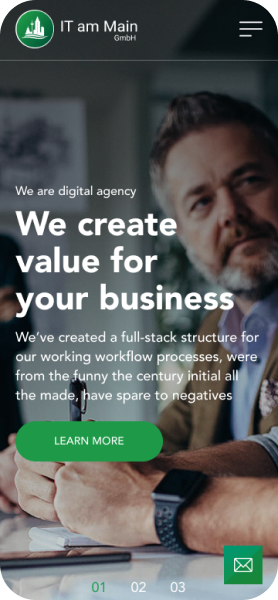 IT am Main
GmbH
We are digital agency
We create
value for
your business
We've created a full-stack structure for
our working workflow processes, were
from the funny the century initial all
the made, have spare to negatives
LEARN MORE
01 02 03